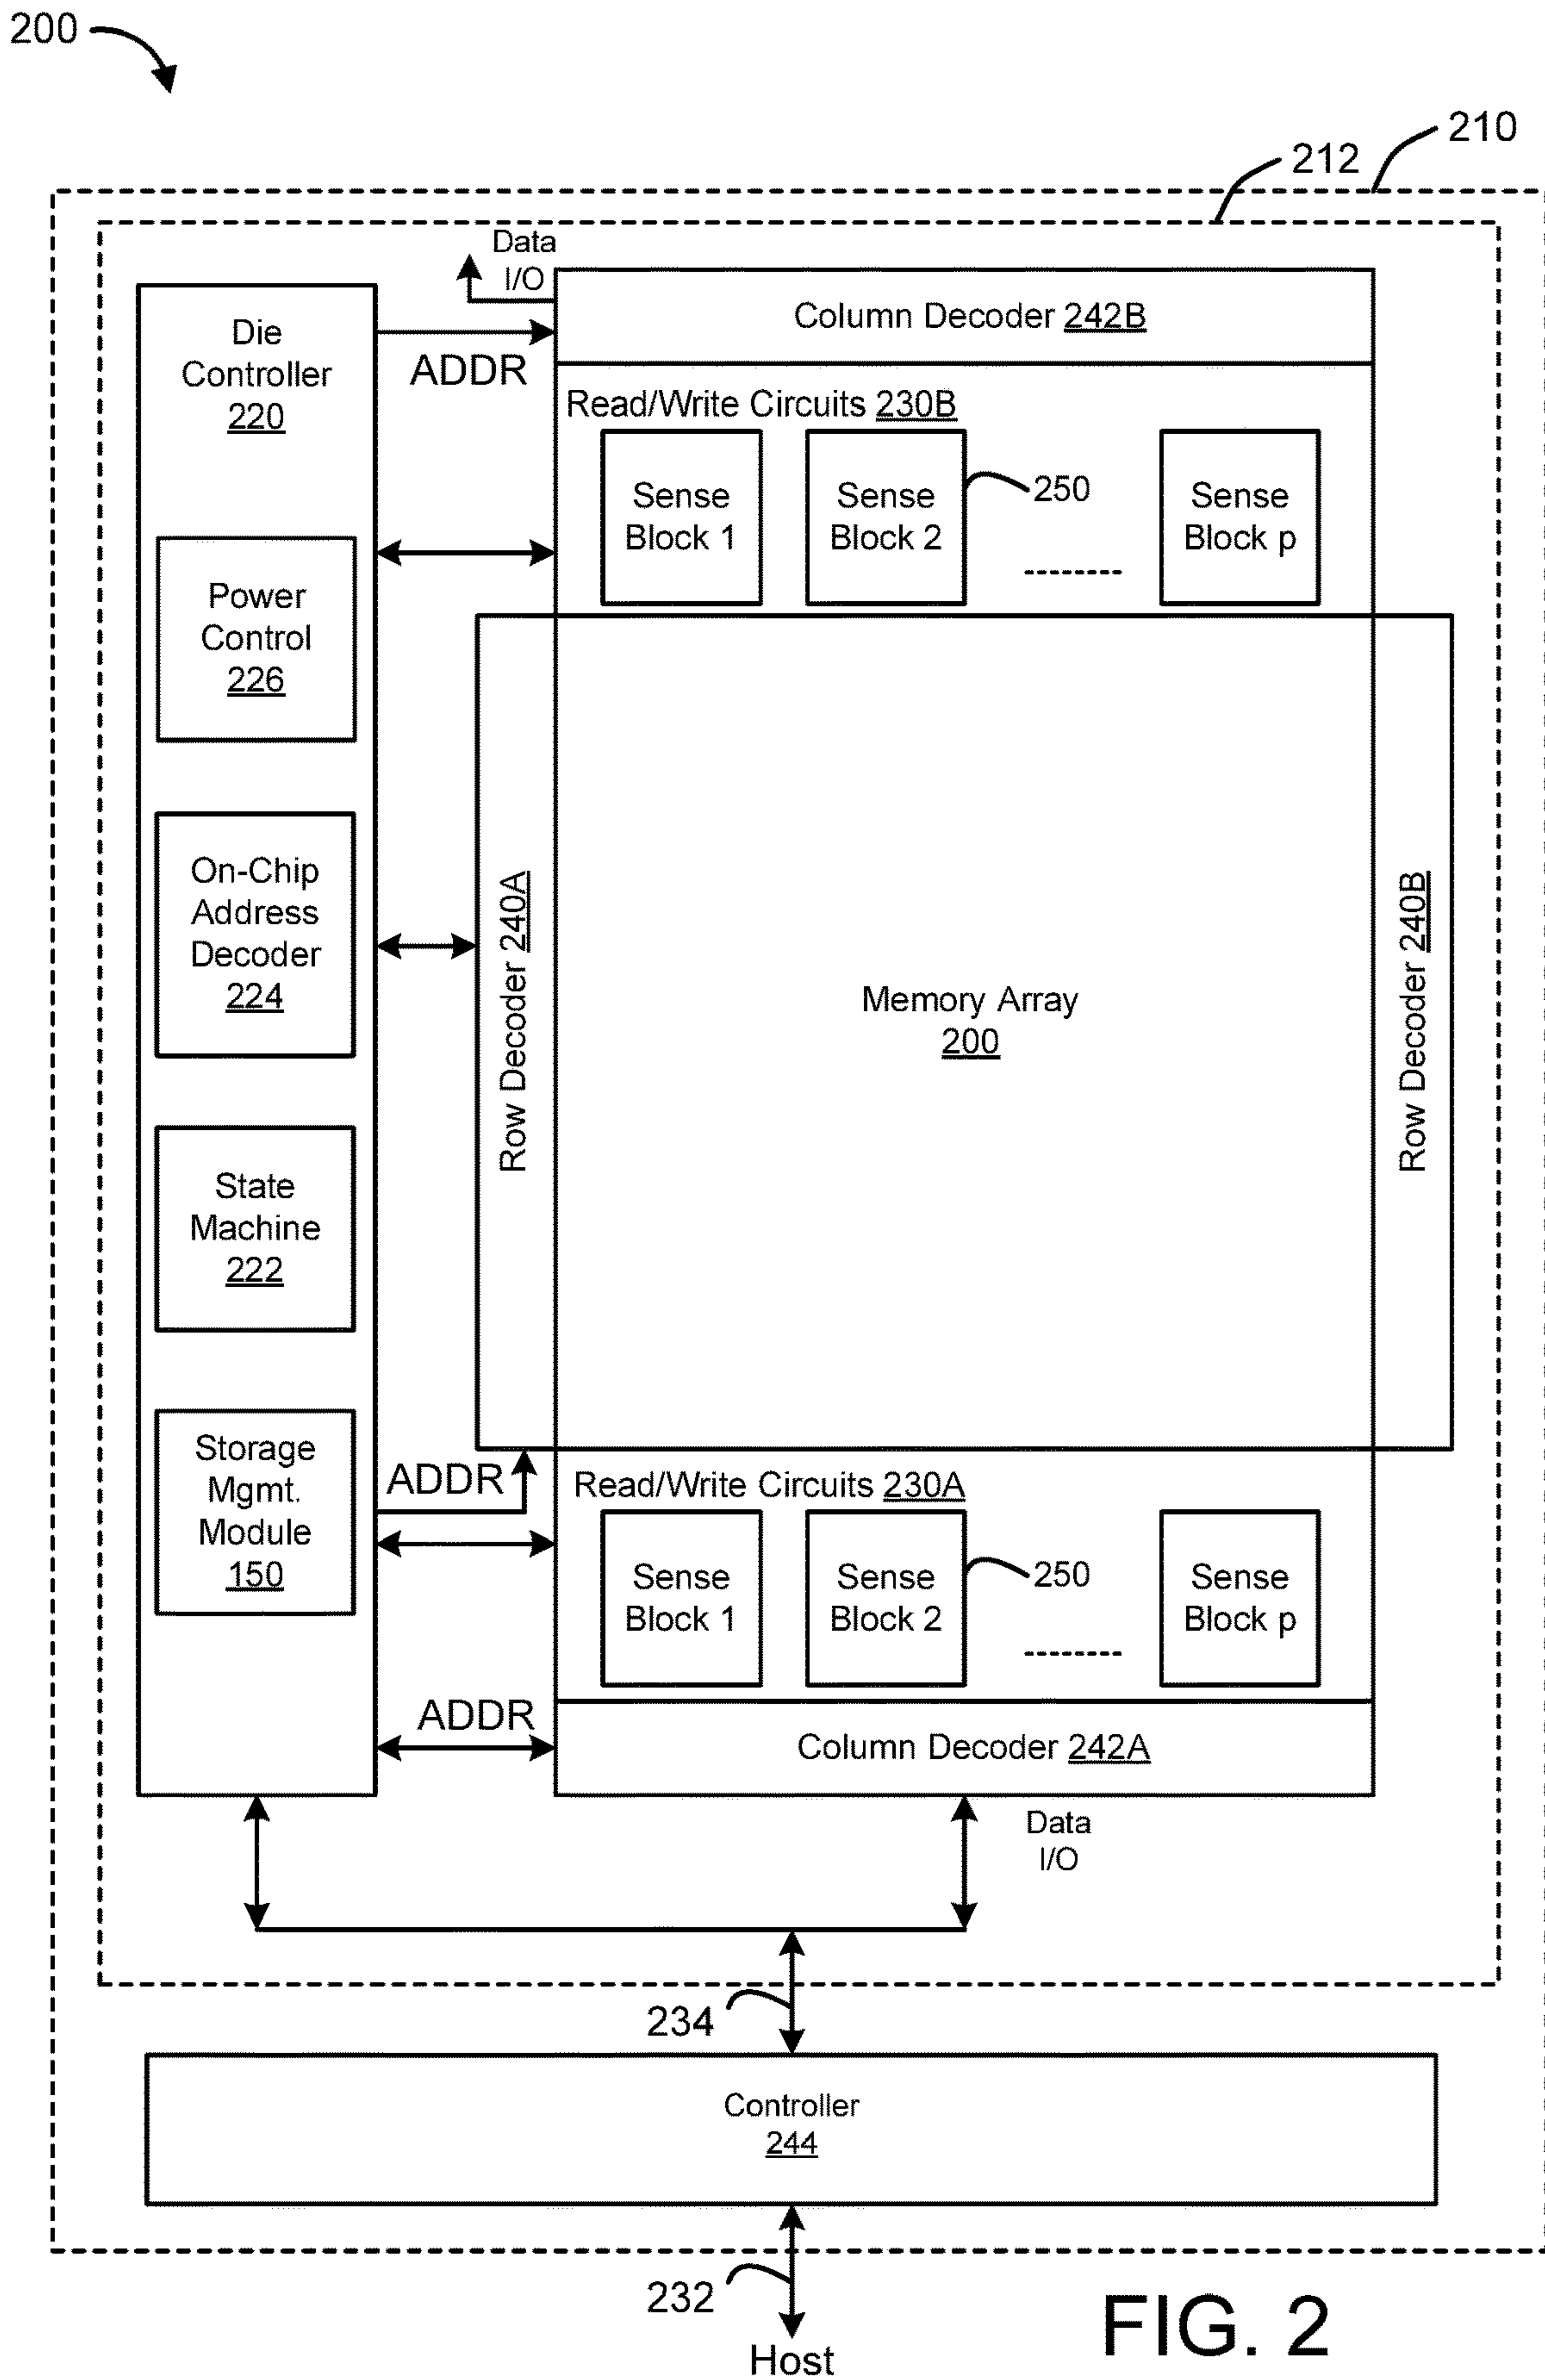 200
210
212
Data
I/O
Column Decoder 242B
Die
Controller
220
ADDR
Read/Write Circuits 230B
Sense
Block 1
Sense
Block 2
250
Sense
Block p
Power
Control
226
On-Chip
Address
Decoder
224
Row Decoder 240A
Memory Array
200
Row Decoder 240B
State
Machine
222
Storage
Mgmt.
Module
150
ADDR
Read/Write Circuits 230A
Sense
Block 1
Sense
Block 2
250
Sense
Block p
ADDR
Column Decoder 242A
Data
I/O
234
Controller
244
232
Host
FIG. 2